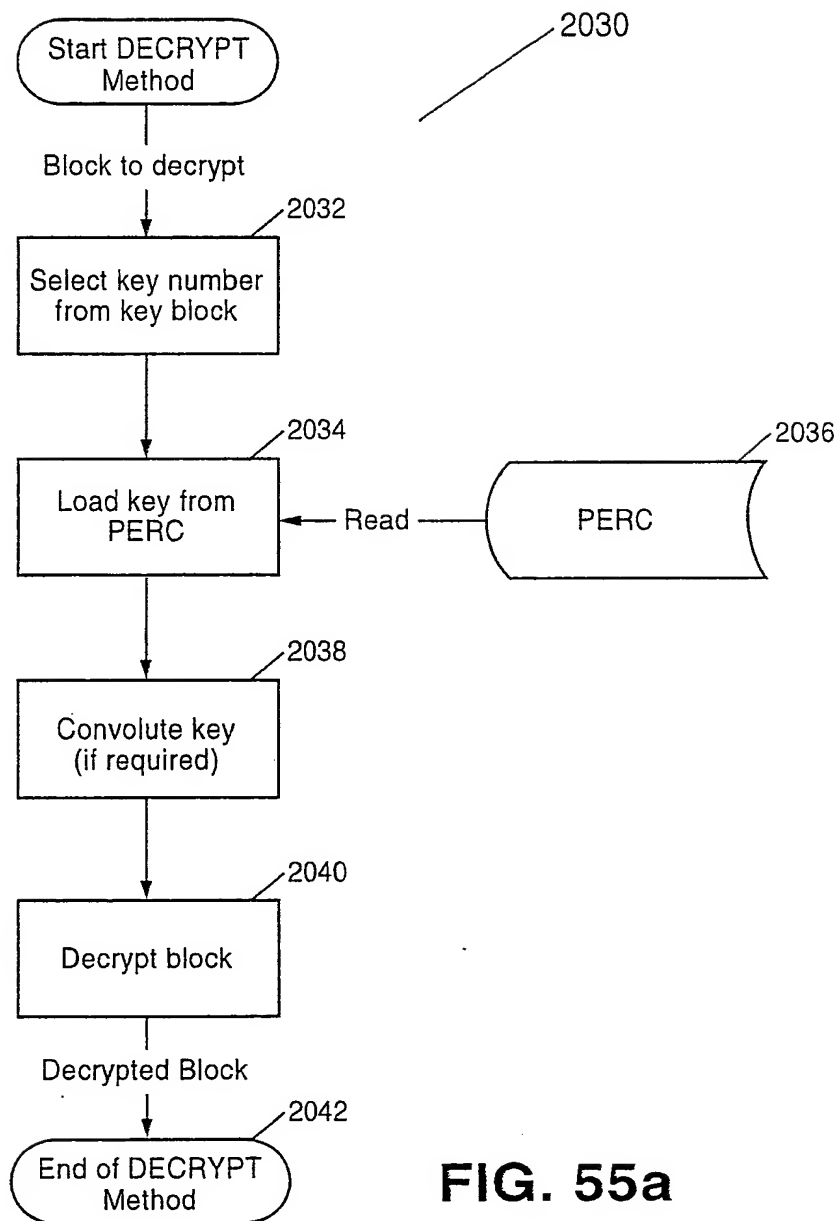 2030
Start DECRYPT
Method
Block to decrypt
2032
Select key number
from key block
2034
Load key from
PERC
Read
2036
PERC
2038
Convolute key
(if required)
2040
Decrypt block
Decrypted Block
2042
End of DECRYPT
Method
FIG. 55a